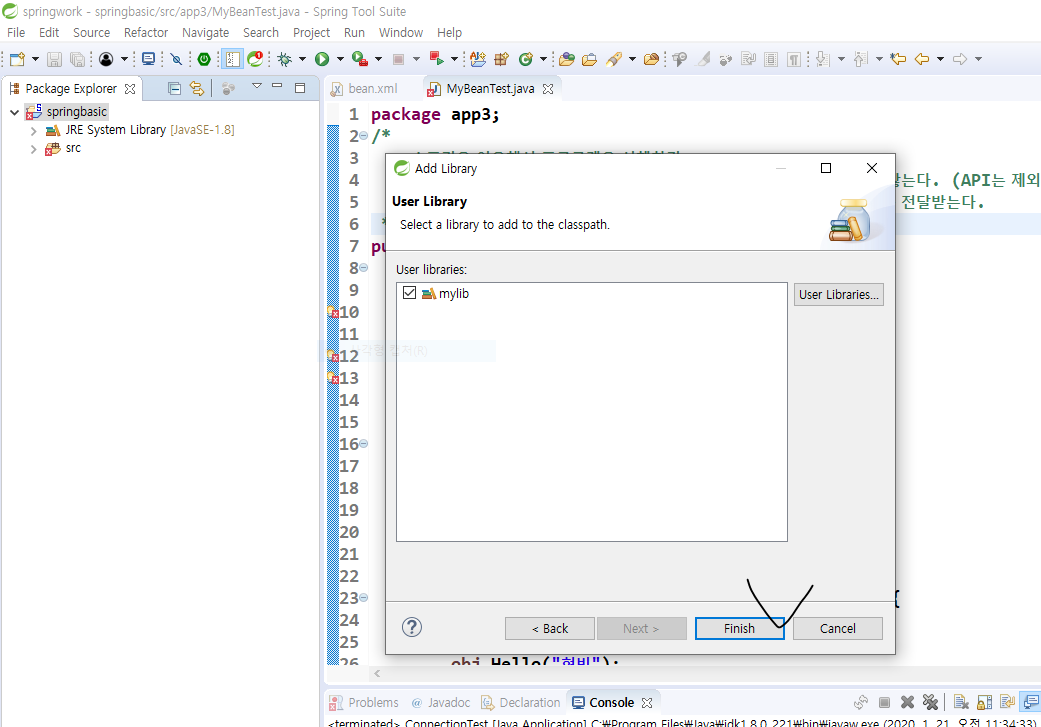 springwork - springbasic/src/app3/MyBeanTest.java - Spring Tool Suite
File Edit Source Refactor Navigate Search Project Run Window Help
Package Explorer
bean.xml
MyBeanTest.java
springbasic
JRE System Library [JavaSE-1.8]
src
1 package app3;
2 /*
3
4 는다. (API는 제외
5 전달받는다.
6 *
7 pu
8
9
10
11
12
13
14
15
16
17
18
19
20
21
22
23 {
24
25
26 obj.Hello("현빈");
Add Library
User Library
Select a library to add to the classpath.
User libraries:
mylib
User Libraries...
캡처(R)
< Back
Next >
Finish
Cancel
Problems
@ Javadoc
Declaration
Console
<terminated> ConnectionTest [Java Application] C:\Program Files\Java\jdk1.8.0_221\bin\javaw.exe (2020. 1. 21. 오전 11:34:33)